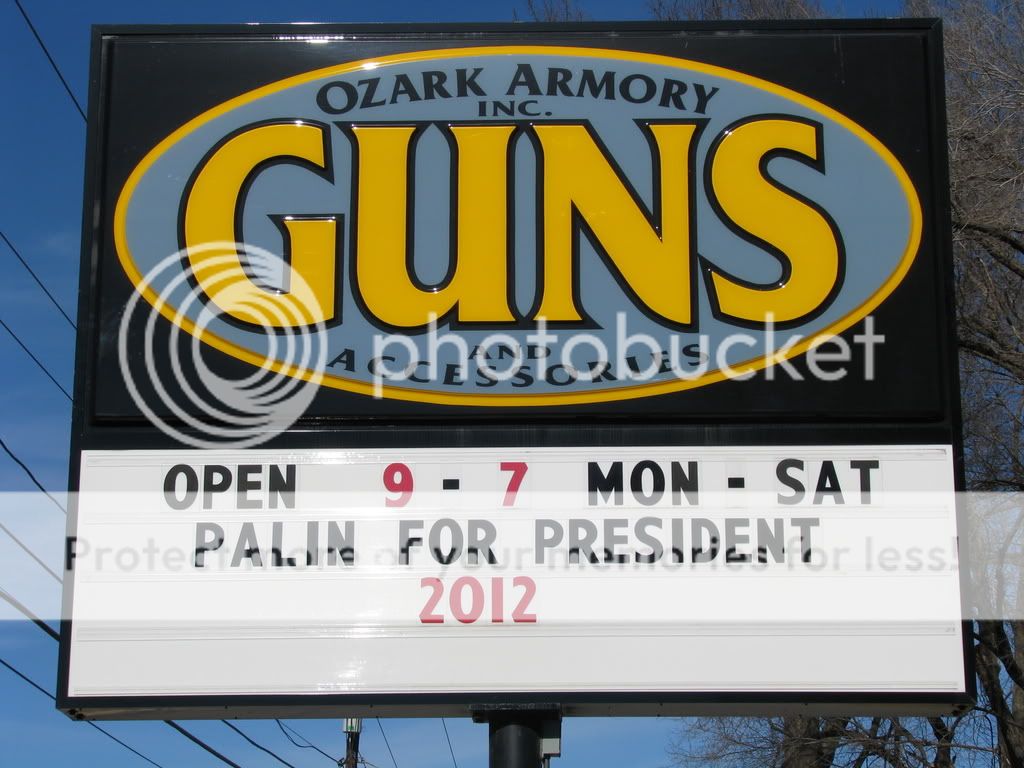 OZARK ARMORY
INC.
GUNS
AND
ACCESSORIES
photobucket
OPEN 9 - 7 MON - SAT
PALIN FOR PRESIDENT
Protect more of your memories for less!
2012